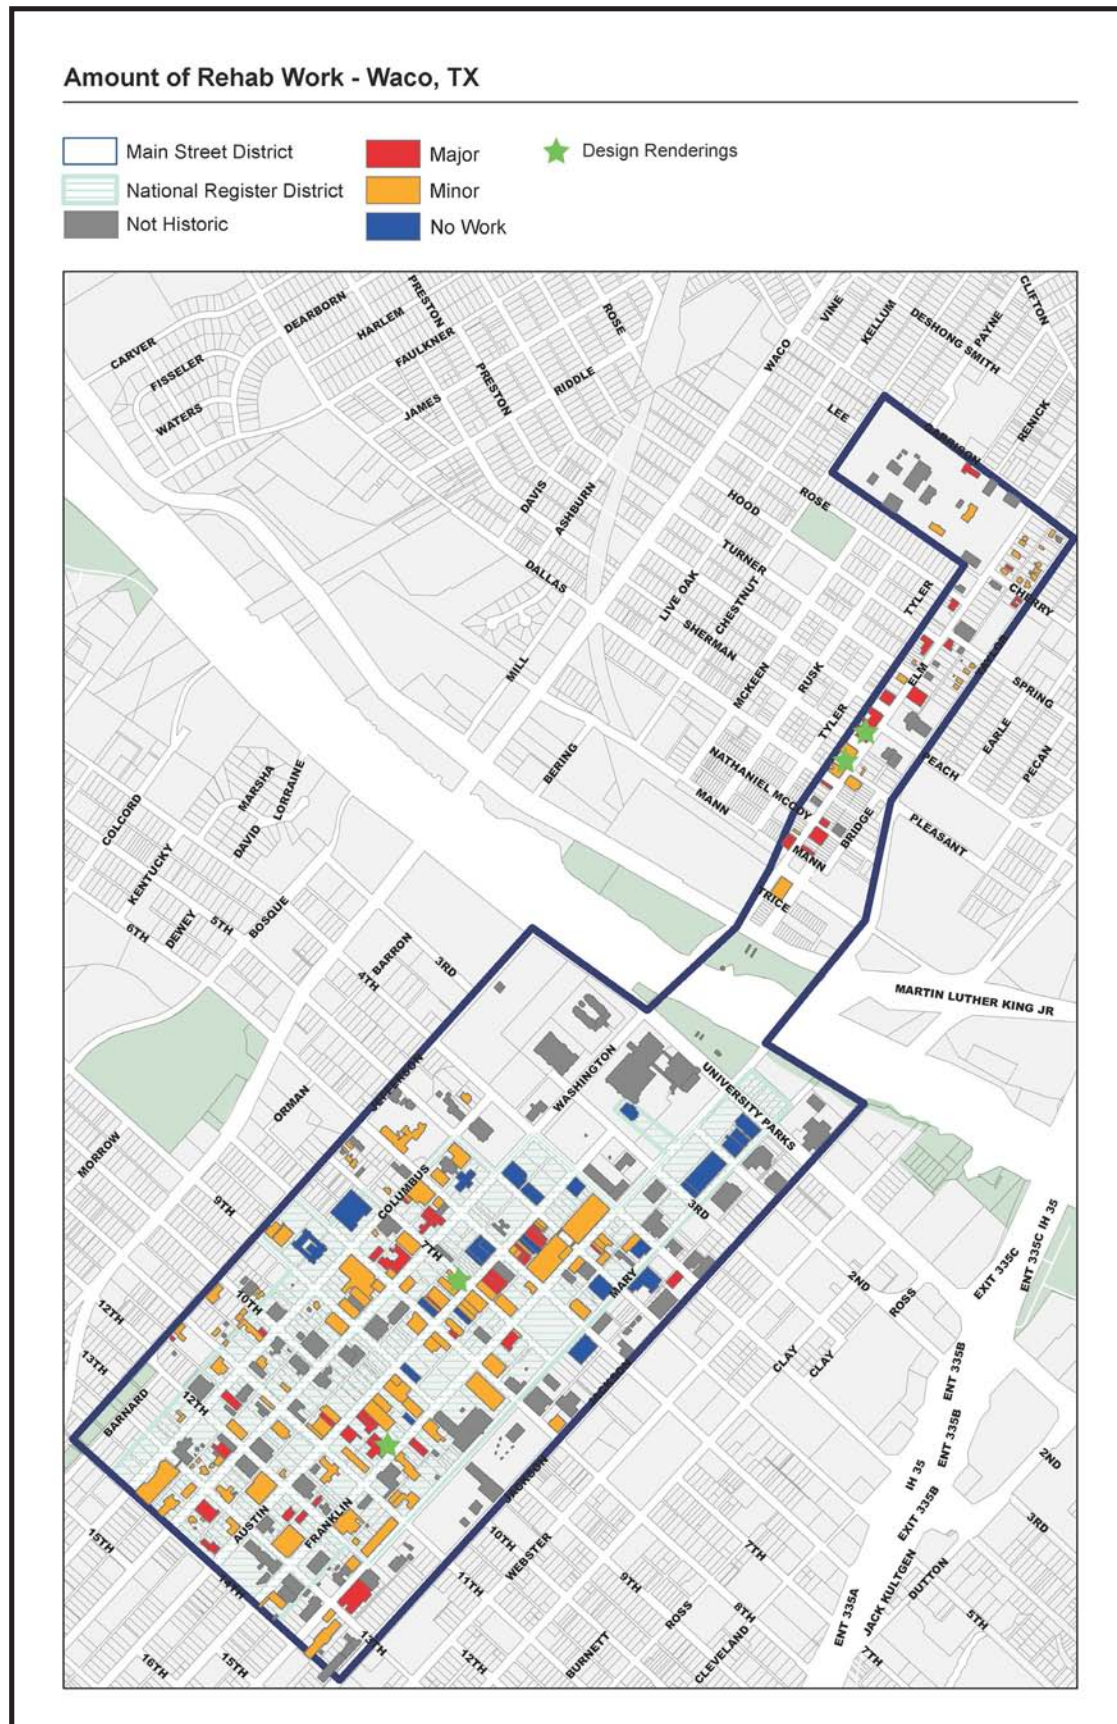 Amount of Rehab Work - Waco, TX
Main Street District
Major
Design Renderings
National Register District
Minor
Not Historic
No Work
CARVER
FISSELER
WATERS
DEARBORN
HARLEM
PRESTON
FAULKNER
JAMES
PRESTON
RIDDLE
ROSE
WACO
VINE
KELLUM
DESHONG SMITH
PAYNE
CLIFTON
LEE
RENICK
DAVIS
ASHBURN
DALLAS
HOOD
ROSE
TURNER
LIVE OAK
CHESTNUT
SHERMAN
TYLER
CHERRY
MILL
MCKEEN
RUSK
TYLER
ELM
SPRING
EARLE
PECAN
BERING
NATHANIEL MCCOY
MANN
PEACH
BRIDGE
PLEASANT
MANN
TRICE
MARSHA
LORRAINE
DAVID
COLCORD
KENTUCKY
DEWEY
6TH
5TH
BOSQUE
BARRON
3RD
4TH
MARTIN LUTHER KING JR
WASHINGTON
UNIVERSITY PARKS
ORMAN
MORROW
9TH
COLUMBUS
7TH
3RD
MARY
10TH
12TH
13TH
BARNARD
12TH
2ND
ROSS
EXIT 335C
ENT 335C IH 35
CLAY
CLAY
ENT 335B
ENT 335B
IH 35
EXIT 335B
2ND
3RD
AUSTIN
FRANKLIN
JACKSON
10TH
WEBSTER
11TH
15TH
14TH
13TH
12TH
16TH
15TH
9TH
ROSS
8TH
7TH
BURNETT
CLEVELAND
ENT 335A
JACK KULTGEN
DUTTON
5TH
7TH